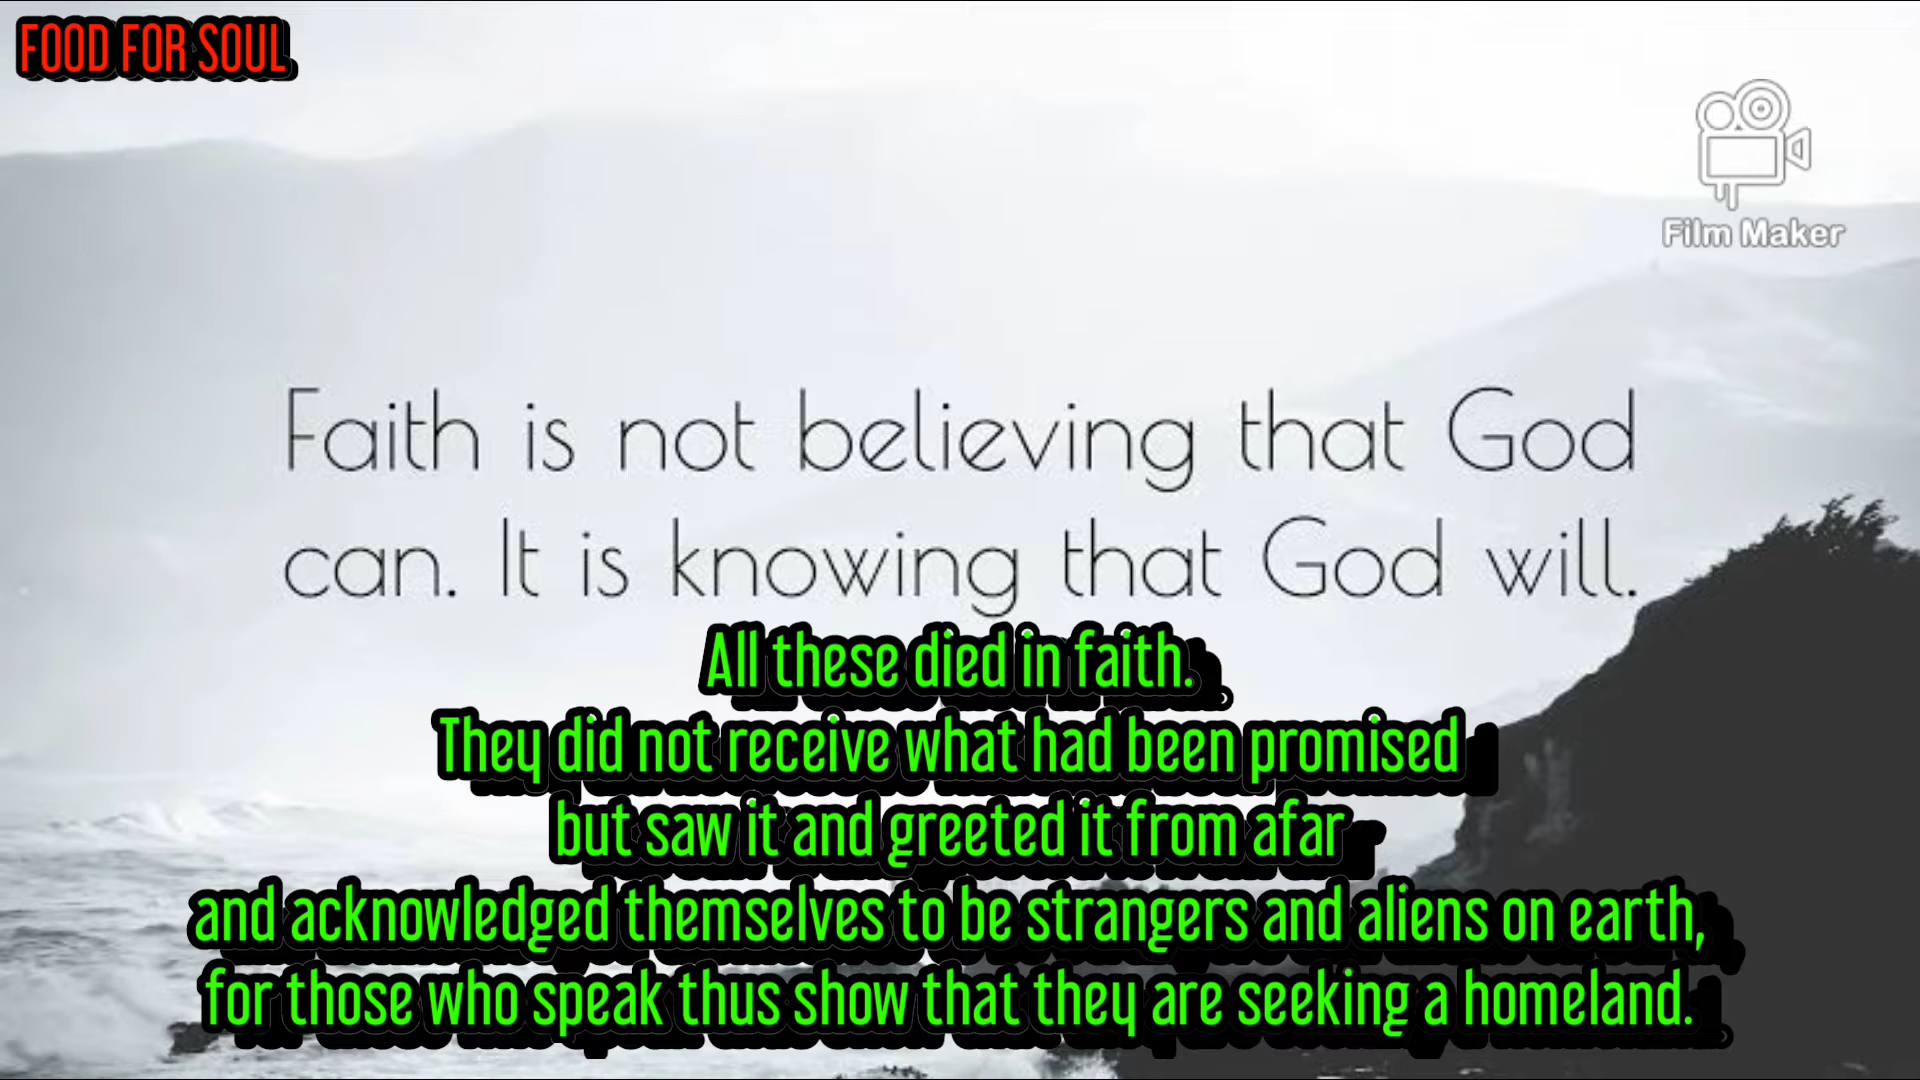 FOOD FOR SOUL
Film Maker
Faith is not believing that God
can. It is knowing that God will.
All these died in faith.
They did not receive what had been promised
but saw it and greeted it from afar
and acknowledged themselves to be strangers and aliens on earth,
for those who speak thus show that they are seeking a homeland.